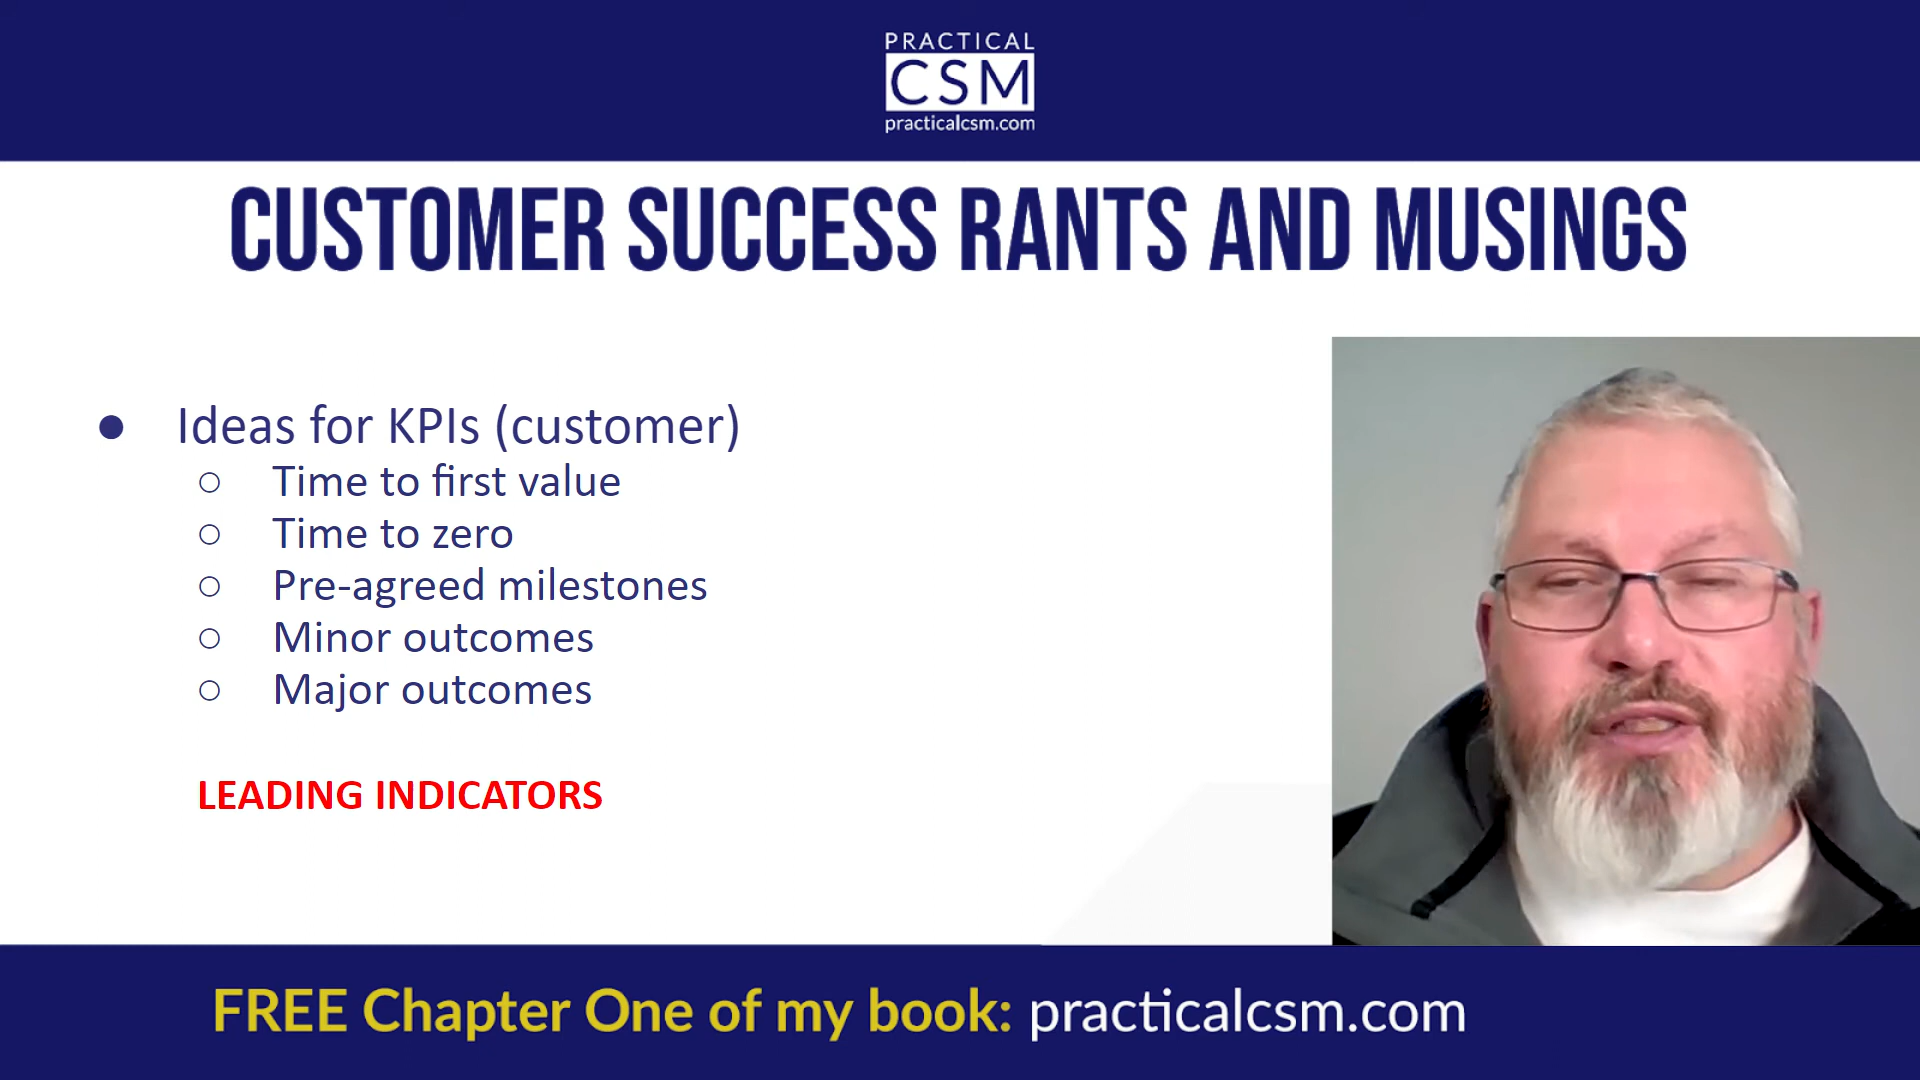 PRACTICAL
CSM
practicalcsm.com
CUSTOMER SUCCESS RANTS AND MUSINGS
● Ideas for KPIs (customer)
○ Time to first value
○ Time to zero
○ Pre-agreed milestones
○ Minor outcomes
○ Major outcomes
LEADING INDICATORS
FREE Chapter One of my book: practicalcsm.com